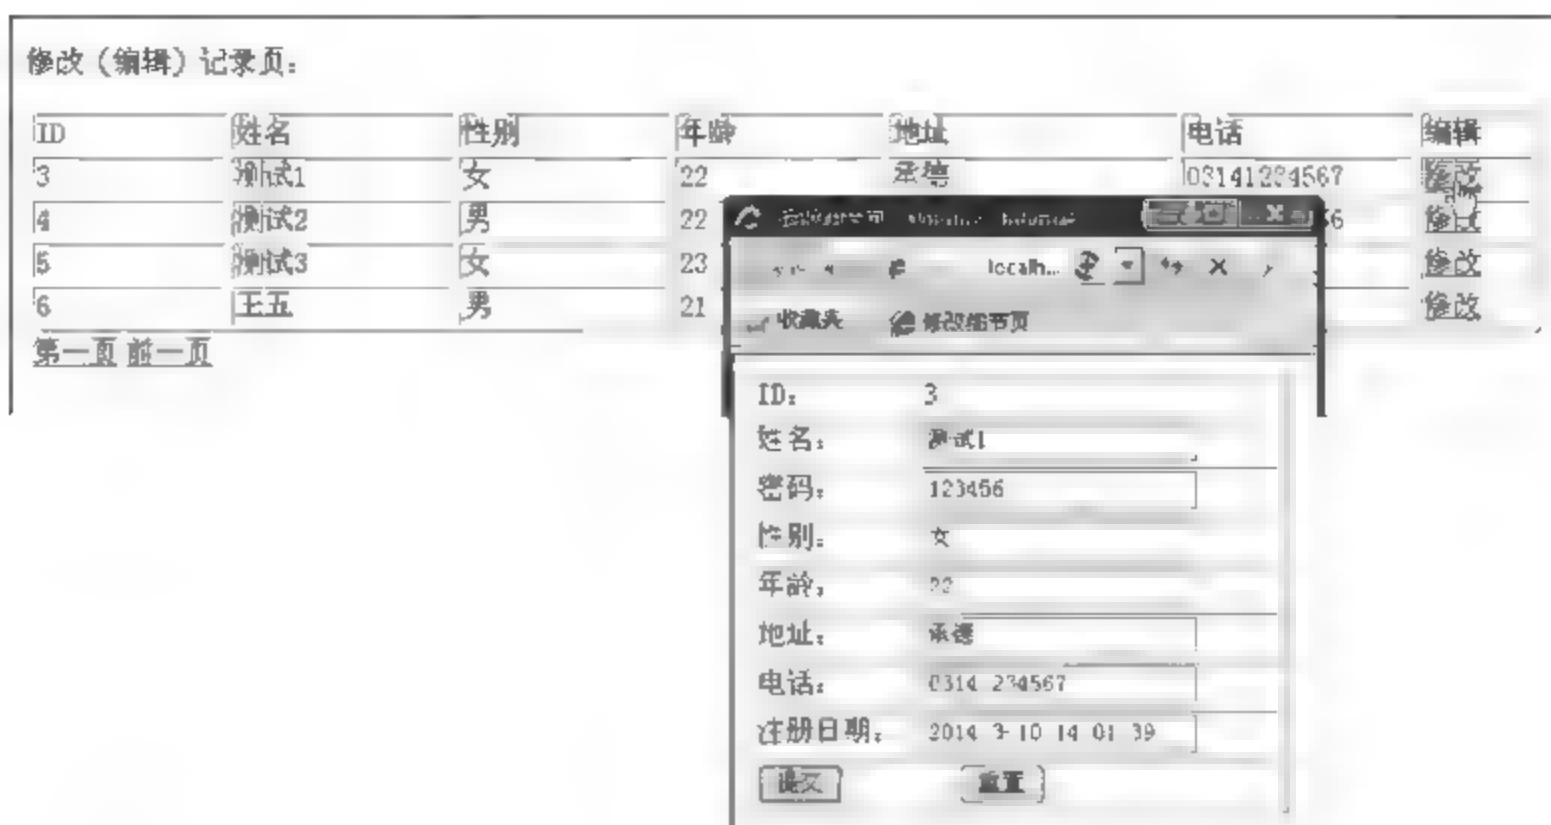 修改（编辑）记录页：
ID 姓名 性别 年龄 地址 电话 编辑
3 测试1 女 22 承德 03141234567 修改
4 测试2 男 22 6 修改
5 测试3 女 23 修改
6 王五 男 21 修改
第一页 前一页
localh...
收藏夹 修改细节页
ID： 3
姓名： 测试1
密码： 123456
性别： 女
年龄： 22
地址： 承德
电话： 0314 234567
注册日期： 2014 3-10 14 01 39
提交 重置